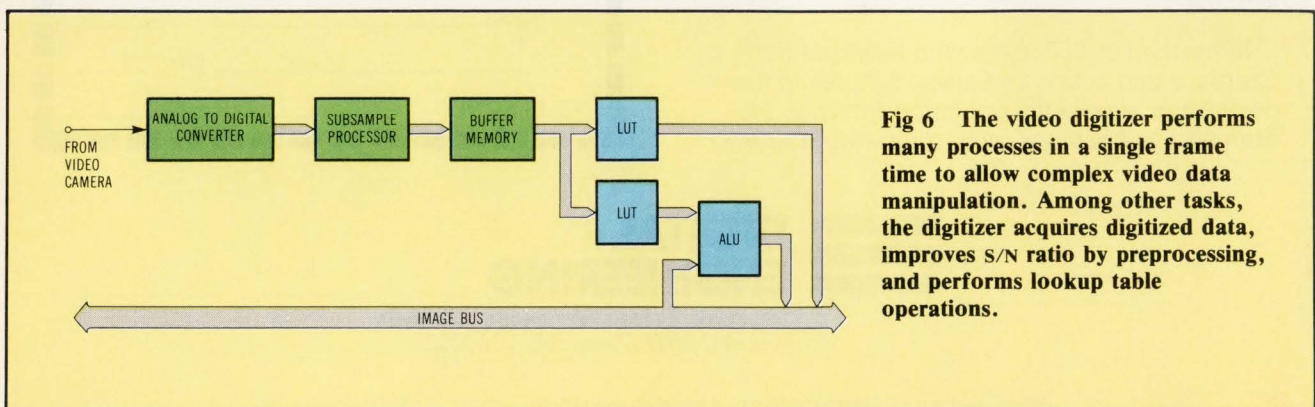 ANALOG TO DIGITAL
CONVERTER
SUBSAMPLE
PROCESSOR
BUFFER
MEMORY
LUT
FROM
VIDEO
CAMERA
LUT
ALU
IMAGE BUS
Fig 6 The video digitizer performs
many processes in a single frame
time to allow complex video data
manipulation. Among other tasks,
the digitizer acquires digitized data,
improves S/N ratio by preprocessing,
and performs lookup table
operations.